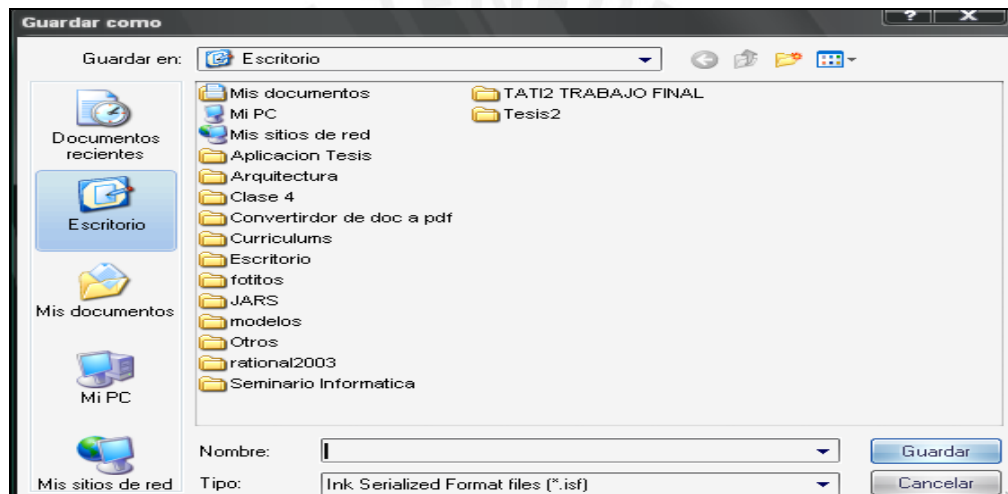 Guardar como
Guardar en: Escritorio
Documentos
recientes
Escritorio
Mis documentos
Mi PC
Mis sitios de red
Mis documentos
Mi PC
Mis sitios de red
Aplicacion Tesis
Arquitectura
Clase 4
Convertirdor de doc a pdf
Curriculums
Escritorio
fotitos
JARS
modelos
Otros
rational2003
Seminario Informatica
TATI2 TRABAJO FINAL
Tesis2
Nombre:
Guardar
Tipo: Ink Serialized Format files (*.isf)
Cancelar